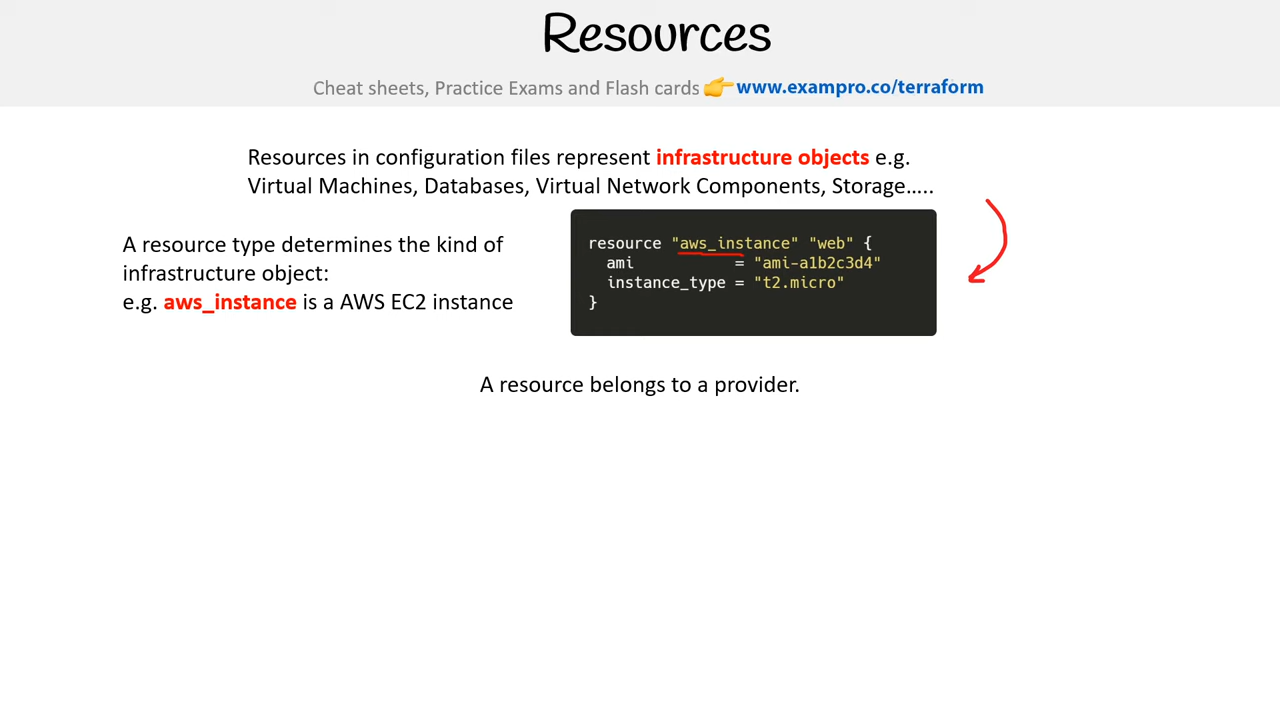 Resources
Cheat sheets, Practice Exams and Flash cards 👉 www.exampro.co/terraform
Resources in configuration files represent infrastructure objects e.g.
Virtual Machines, Databases, Virtual Network Components, Storage.....
A resource type determines the kind of
infrastructure object:
e.g. aws_instance is a AWS EC2 instance
resource "aws_instance" "web" {
  ami           = "ami-a1b2c3d4"
  instance_type = "t2.micro"
}
A resource belongs to a provider.